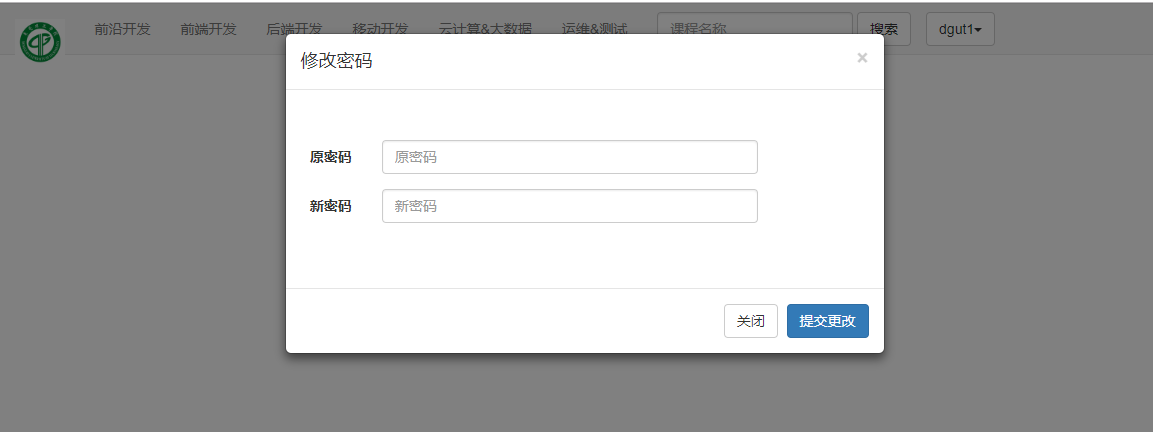 前沿开发 前端开发 后端开发 移动开发 云计算&大数据 运维&测试 课程名称 搜索 dgut1
修改密码 ×
原密码 原密码
新密码 新密码
关闭 提交更改